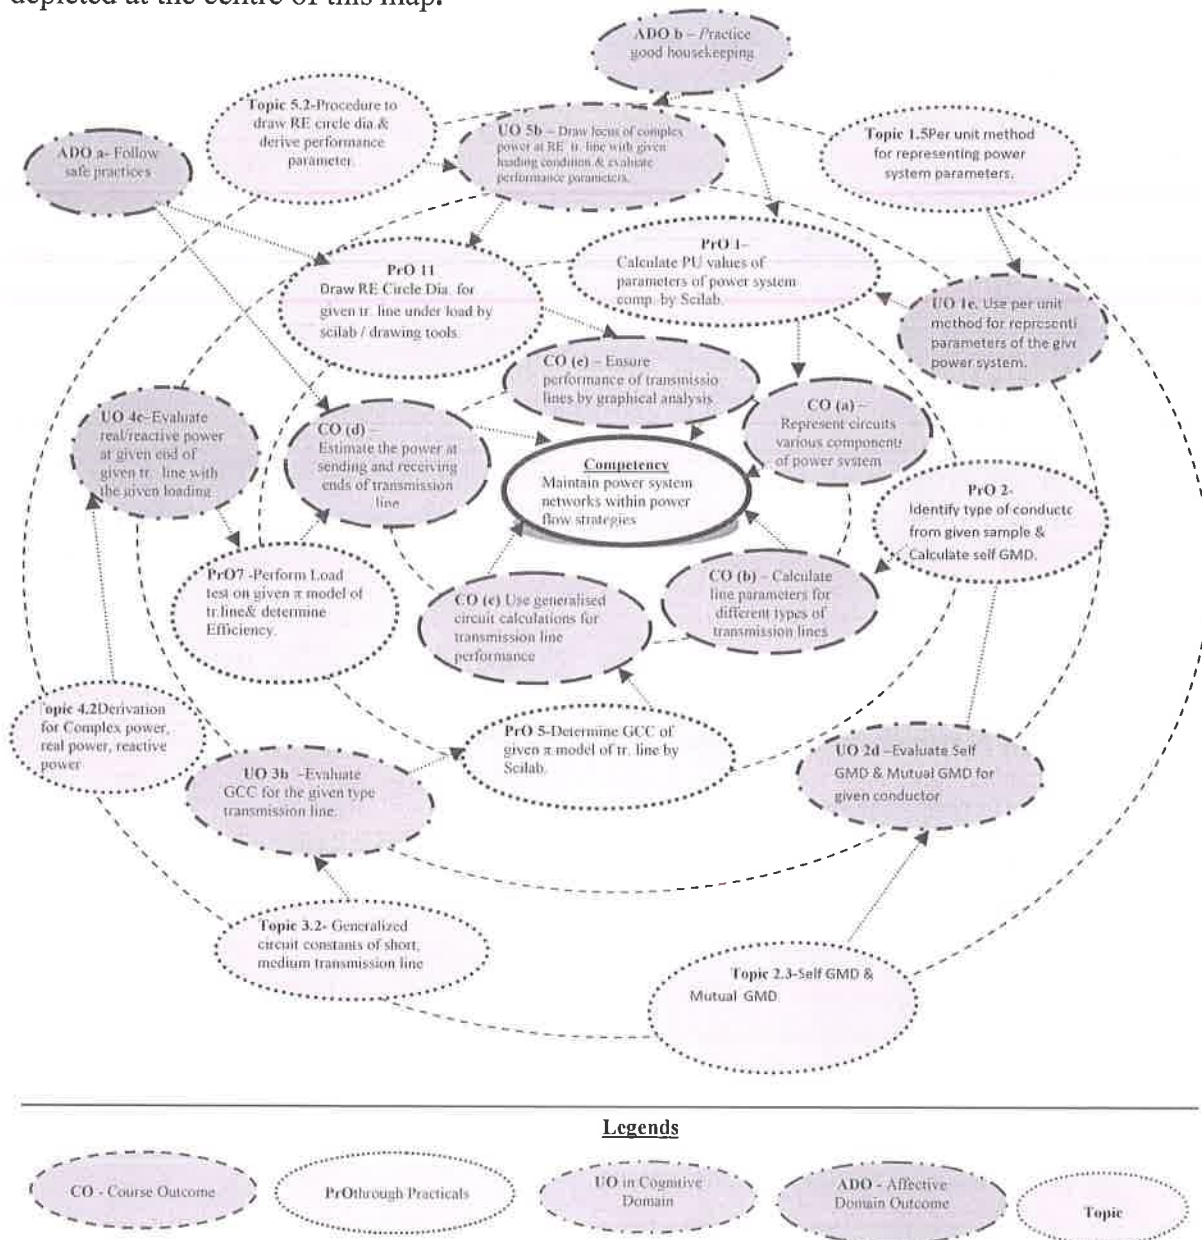 depicted at the centre of this map.
ADO b – Practice
good housekeeping
Topic 5.2-Procedure to
draw RE circle dia.&
derive performance
parameter.
UO 5b – Draw locus of complex
power at RE tr. line with given
loading condition & evaluate
performance parameters.
Topic 1.5Per unit method
for representing power
system parameters.
ADO a- Follow
safe practices
PrO 11
Draw RE Circle Dia. for
given tr. line under load by
scilab / drawing tools.
PrO 1–
Calculate PU values of
parameters of power system
comp. by Scilab.
UO 1e. Use per unit
method for representi
parameters of the give
power system.
CO (e) – Ensure
performance of transmissio
lines by graphical analysis
CO (a) –
Represent circuits
various components
of power system
UO 4c–Evaluate
real/reactive power
at given end of
given tr. line with
the given loading
CO (d) –
Estimate the power at
sending and receiving
ends of transmission
line
Competency
Maintain power system
networks within power
flow strategies
PrO 2-
Identify type of conductc
from given sample &
Calculate self GMD.
PrO7 -Perform Load
test on given π model of
tr.line& determine
Efficiency.
CO (c) Use generalised
circuit calculations for
transmission line
performance
CO (b) – Calculate
line parameters for
different types of
transmission lines
opic 4.2Derivation
for Complex power,
real power, reactive
power
UO 3b –Evaluate
GCC for the given type
transmission line.
PrO 5-Determine GCC of
given π model of tr. line by
Scilab.
UO 2d –Evaluate Self
GMD & Mutual GMD for
given conductor
Topic 3.2- Generalized
circuit constants of short,
medium transmission line
Topic 2.3-Self GMD &
Mutual GMD.
Legends
CO - Course Outcome
PrOthrough Practicals
UO in Cognitive
Domain
ADO - Affective
Domain Outcome
Topic